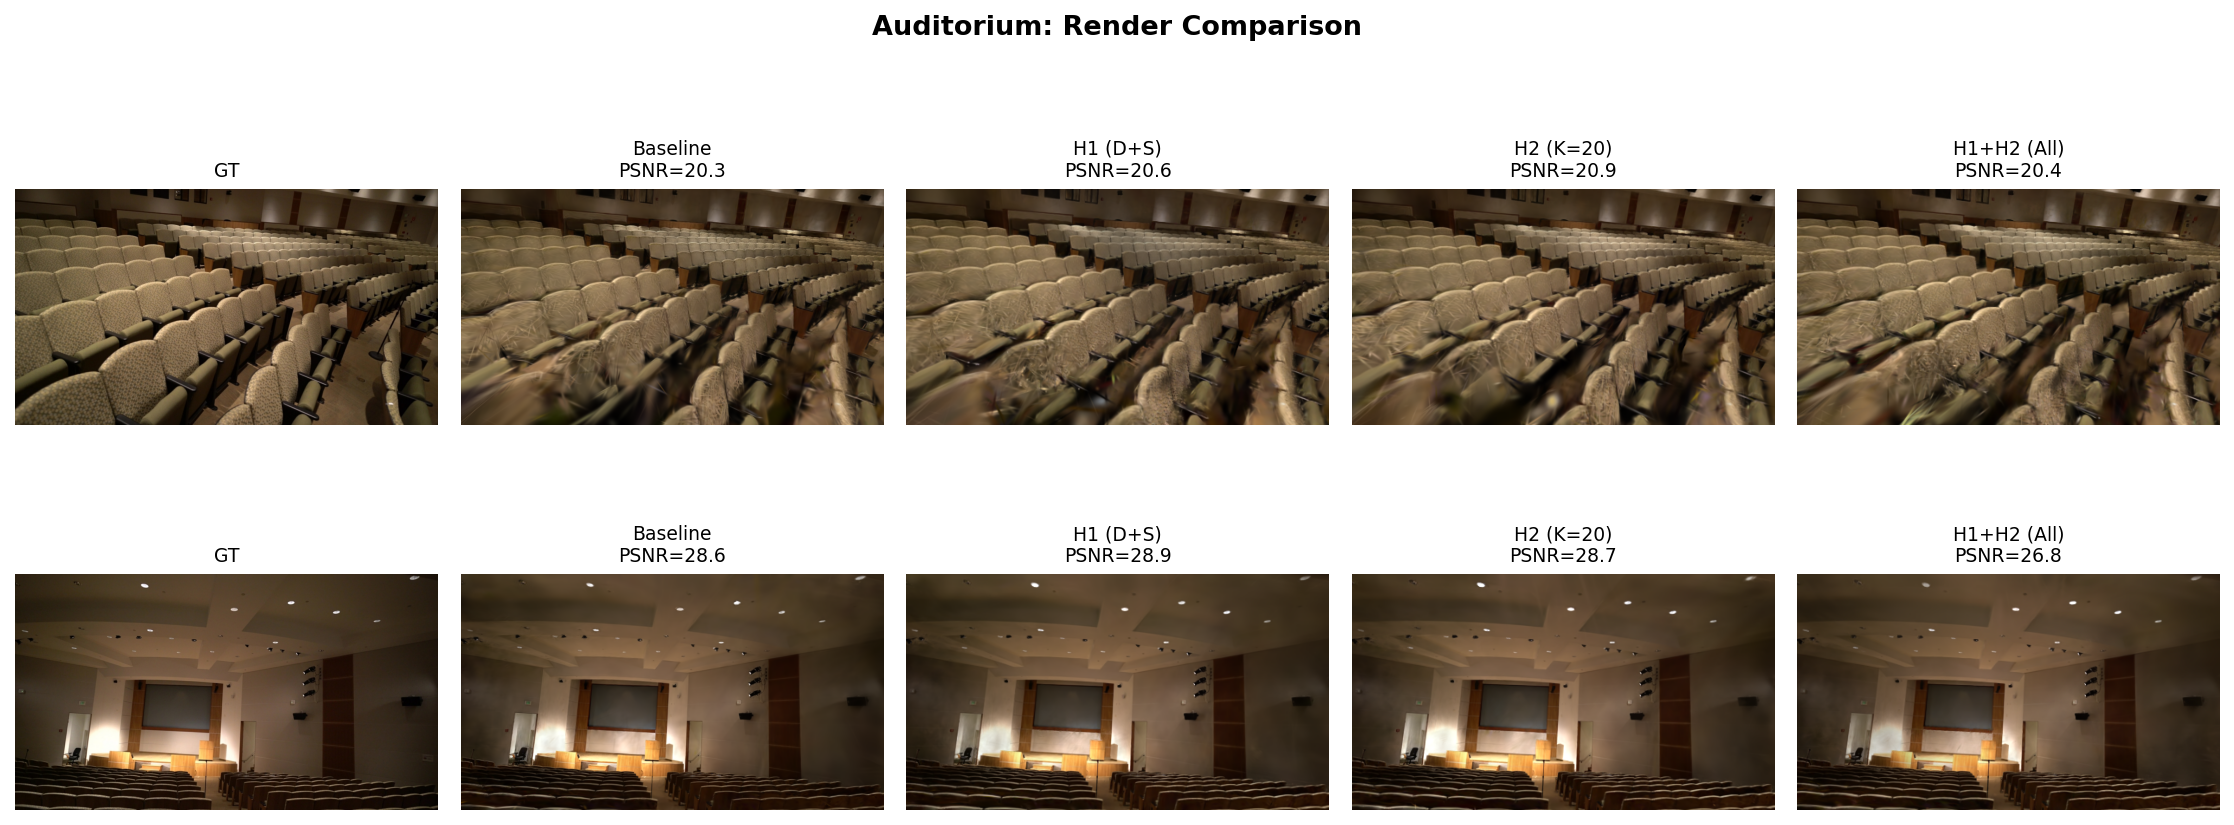 Auditorium: Render Comparison
GT
Baseline
PSNR=20.3
H1 (D+S)
PSNR=20.6
H2 (K=20)
PSNR=20.9
H1+H2 (All)
PSNR=20.4
GT
Baseline
PSNR=28.6
H1 (D+S)
PSNR=28.9
H2 (K=20)
PSNR=28.7
H1+H2 (All)
PSNR=26.8